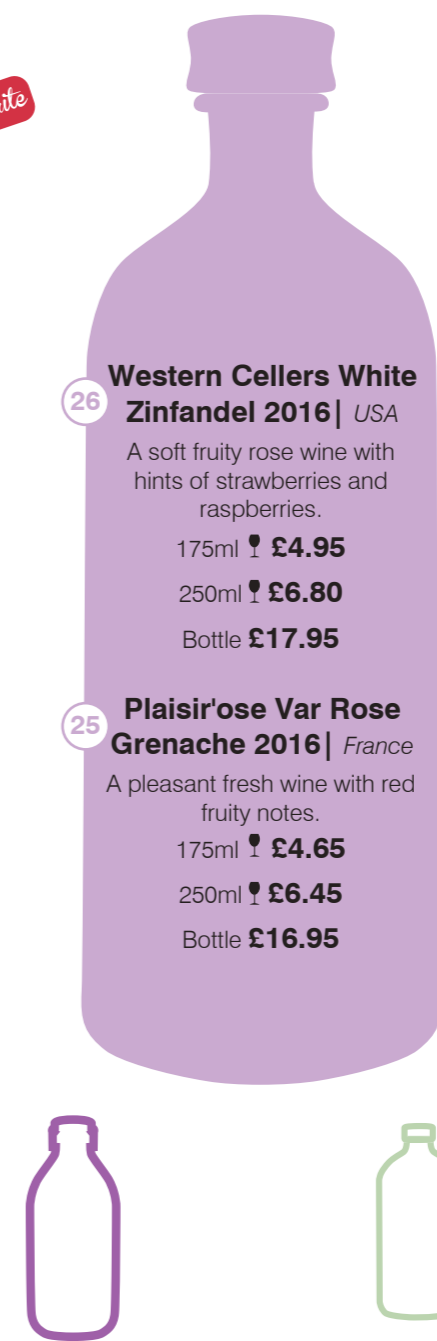 26
Western Cellers White
Zinfandel 2016| USA
A soft fruity rose wine with
hints of strawberries and
raspberries.
175ml £4.95
250ml £6.80
Bottle £17.95
25
Plaisir'ose Var Rose
Grenache 2016| France
A pleasant fresh wine with red
fruity notes.
175ml £4.65
250ml £6.45
Bottle £16.95